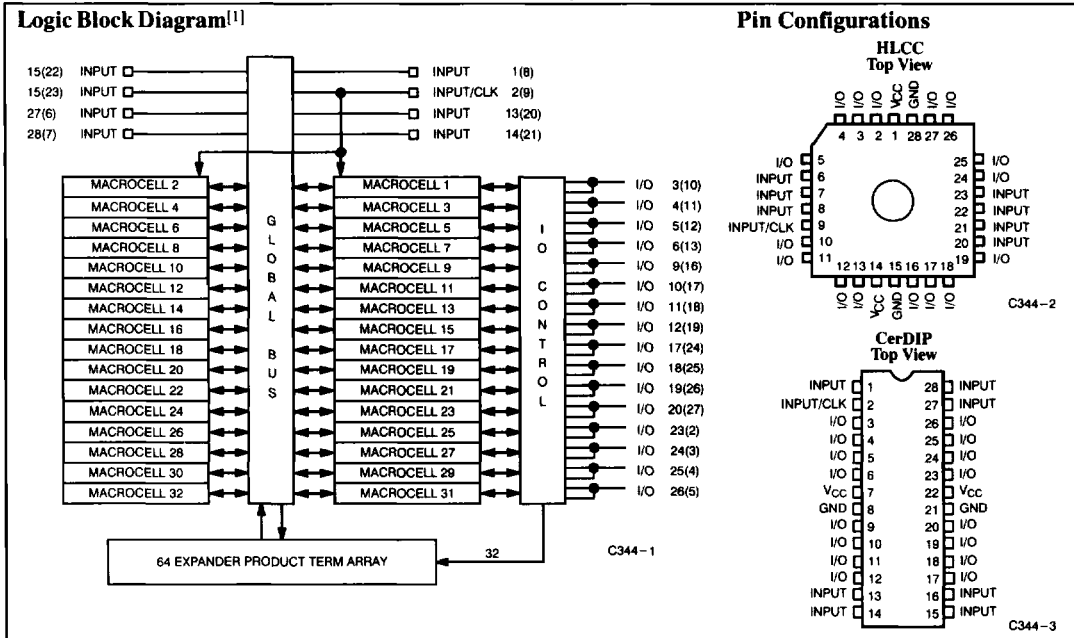 Logic Block Diagram[1]
15(22) INPUT
15(23) INPUT
27(6) INPUT
28(7) INPUT
INPUT 1(8)
INPUT/CLK 2(9)
INPUT 13(20)
INPUT 14(21)
MACROCELL 2
MACROCELL 4
MACROCELL 6
MACROCELL 8
MACROCELL 10
MACROCELL 12
MACROCELL 14
MACROCELL 16
MACROCELL 18
MACROCELL 20
MACROCELL 22
MACROCELL 24
MACROCELL 26
MACROCELL 28
MACROCELL 30
MACROCELL 32
GLOBAL BUS
MACROCELL 1
MACROCELL 3
MACROCELL 5
MACROCELL 7
MACROCELL 9
MACROCELL 11
MACROCELL 13
MACROCELL 15
MACROCELL 17
MACROCELL 19
MACROCELL 21
MACROCELL 23
MACROCELL 25
MACROCELL 27
MACROCELL 29
MACROCELL 31
IO CONTROL
I/O 3(10)
I/O 4(11)
I/O 5(12)
I/O 6(13)
I/O 9(16)
I/O 10(17)
I/O 11(18)
I/O 12(19)
I/O 17(24)
I/O 18(25)
I/O 19(26)
I/O 20(27)
I/O 23(2)
I/O 24(3)
I/O 25(4)
I/O 26(5)
64 EXPANDER PRODUCT TERM ARRAY
32
C344-1
Pin Configurations
HLCC
Top View
I/O I/O I/O VCC GND I/O I/O
4 3 2 1 28 27 26
I/O 5
INPUT 6
INPUT 7
INPUT 8
INPUT/CLK 9
I/O 10
I/O 11
25 I/O
24 I/O
23 INPUT
22 INPUT
21 INPUT
20 INPUT
19 I/O
12 13 14 15 16 17 18
I/O I/O VCC GND I/O I/O I/O
C344-2
CerDIP
Top View
INPUT 1 28 INPUT
INPUT/CLK 2 27 INPUT
I/O 3 26 I/O
I/O 4 25 I/O
I/O 5 24 I/O
I/O 6 23 I/O
VCC 7 22 VCC
GND 8 21 GND
I/O 9 20 I/O
I/O 10 19 I/O
I/O 11 18 I/O
I/O 12 17 I/O
INPUT 13 16 INPUT
INPUT 14 15 INPUT
C344-3